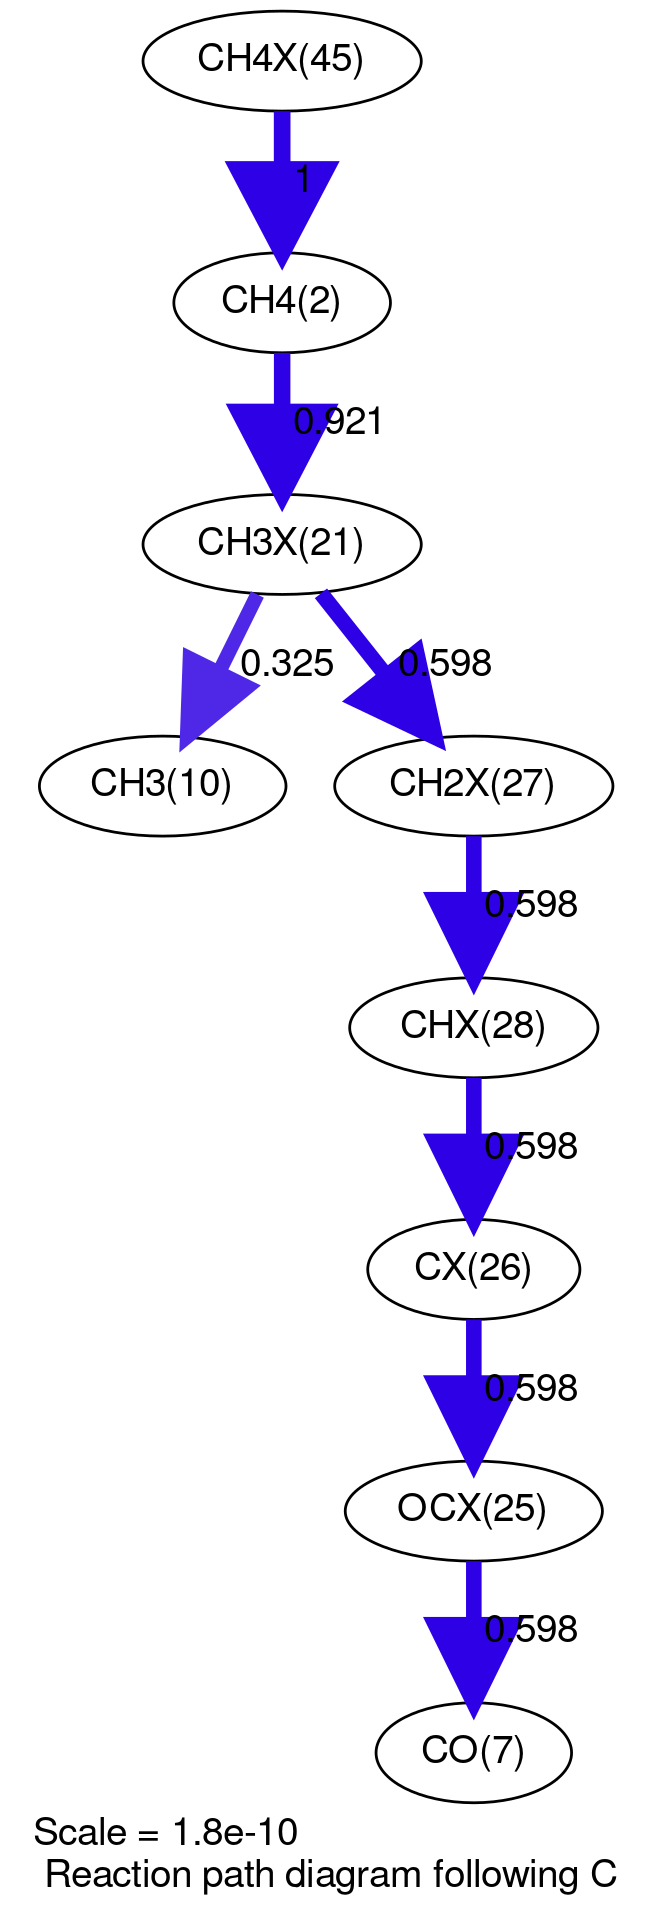 CH4X(45)
1
CH4(2)
0.921
CH3X(21)
0.325
0.598
CH3(10)
CH2X(27)
0.598
CHX(28)
0.598
CX(26)
0.598
OCX(25)
0.598
CO(7)
Scale = 1.8e-10
Reaction path diagram following C